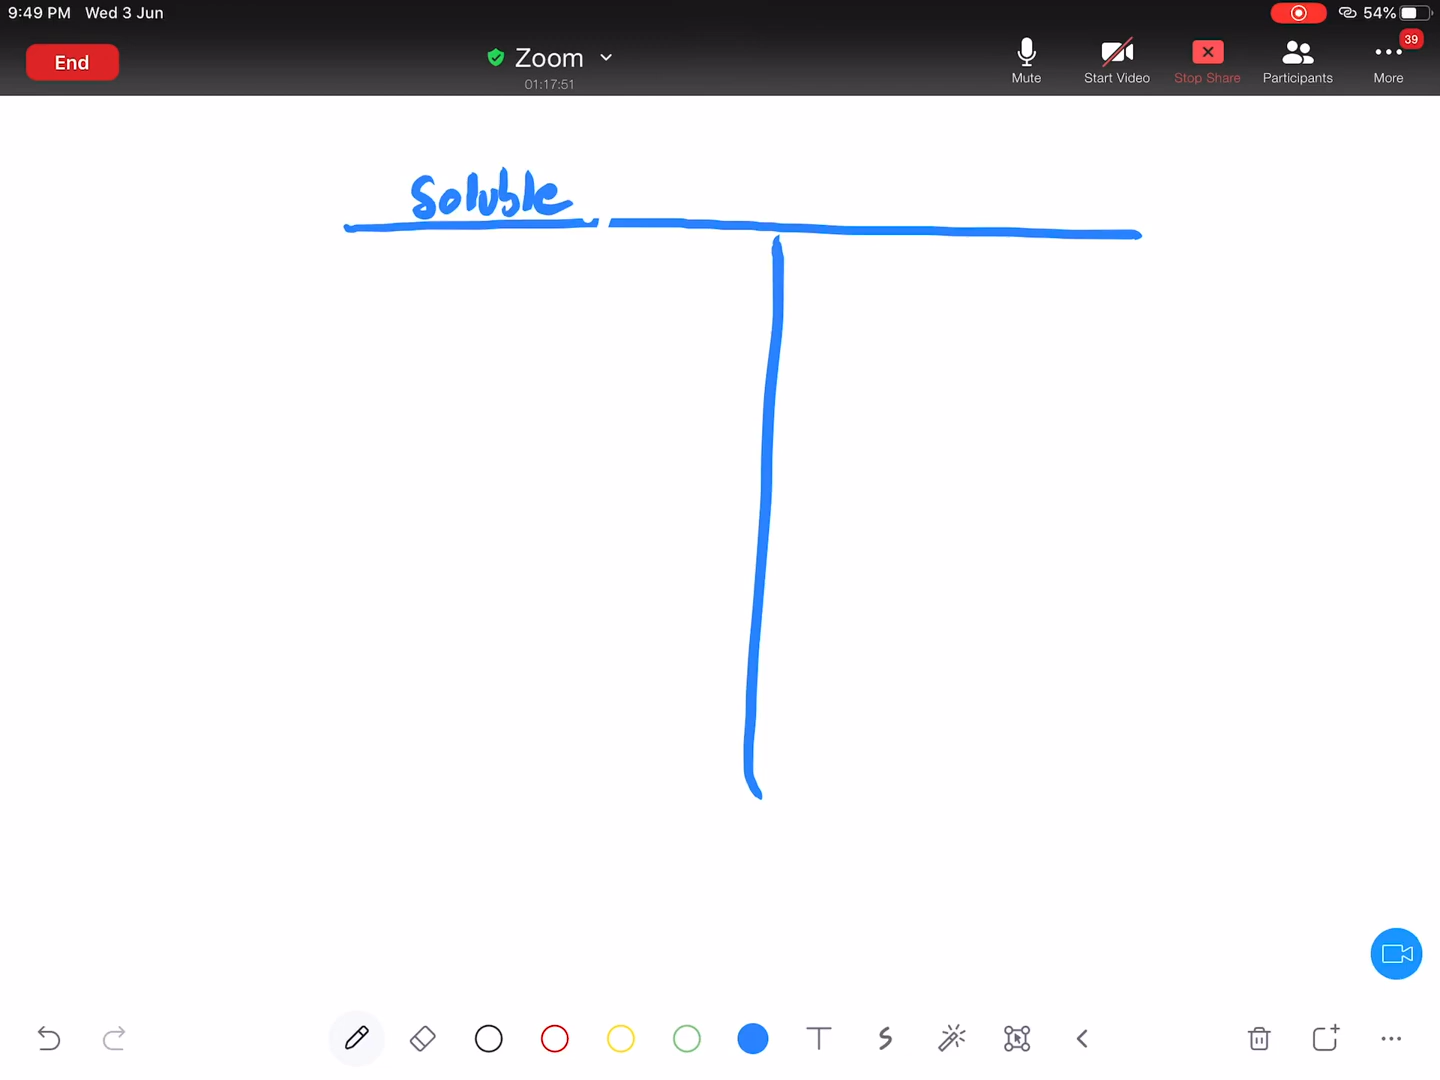 9:49 PM Wed 3 Jun
54%
End
Zoom
01:17:51
Mute
Start Video
Stop Share
Participants
39
More
Soluble
T
S